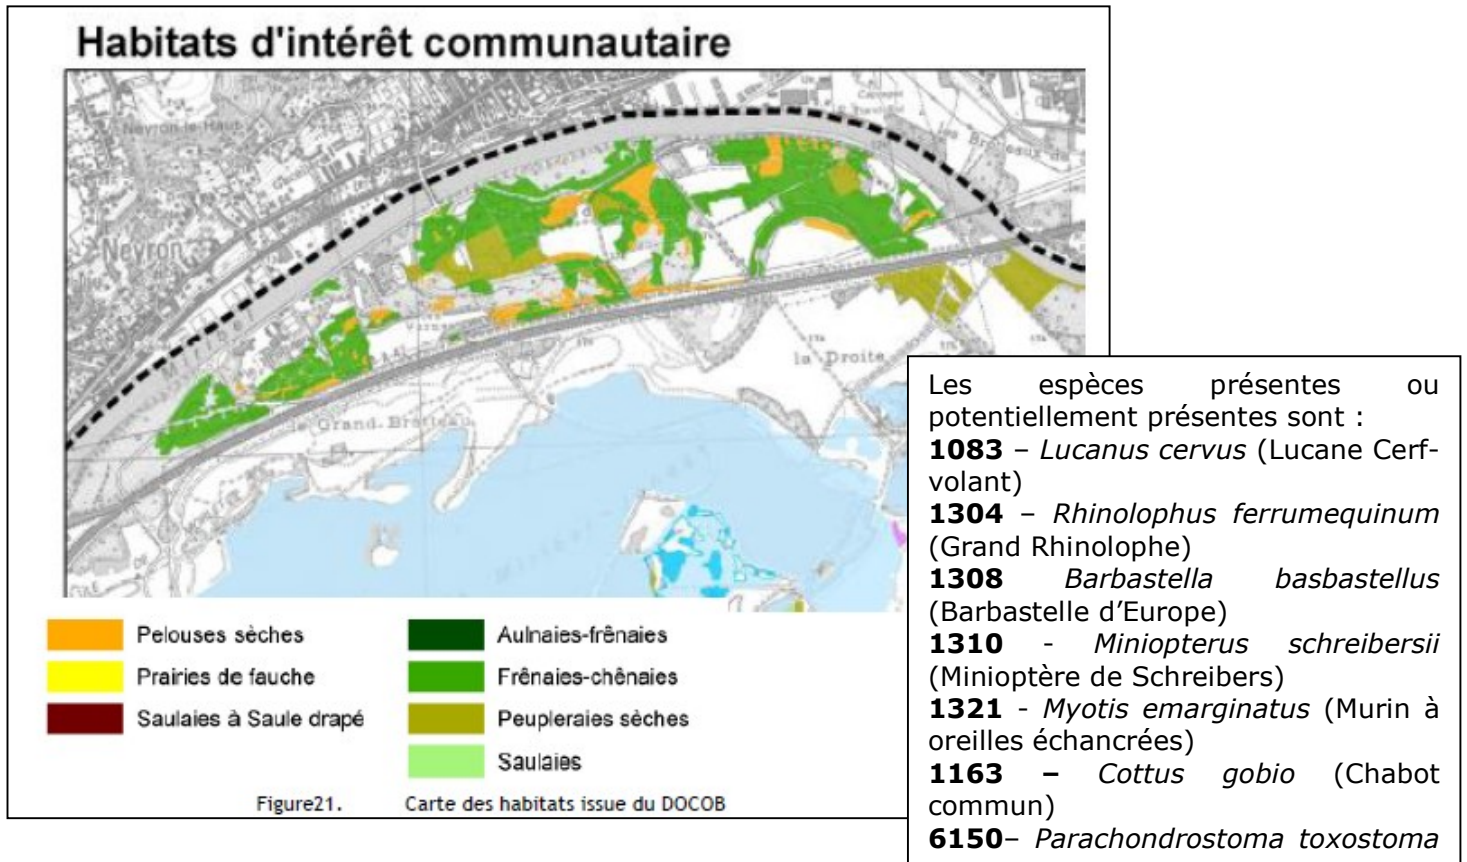 Habitats d'intérêt communautaire
Neyron-le-Haut
Neyron
la Droite
le Grand Brotteau
Pelouses sèches
Prairies de fauche
Saulaies à Saule drapé
Aulnaies-frênaies
Frênaies-chênaies
Peupleraies sèches
Saulaies
Figure21. Carte des habitats issue du DOCOB
Les espèces présentes ou
potentiellement présentes sont :
1083 – Lucanus cervus (Lucane Cerf-
volant)
1304 – Rhinolophus ferrumequinum
(Grand Rhinolophe)
1308 Barbastella basbastellus
(Barbastelle d’Europe)
1310 - Miniopterus schreibersii
(Minioptère de Schreibers)
1321 - Myotis emarginatus (Murin à
oreilles échancrées)
1163 – Cottus gobio (Chabot
commun)
6150– Parachondrostoma toxostoma